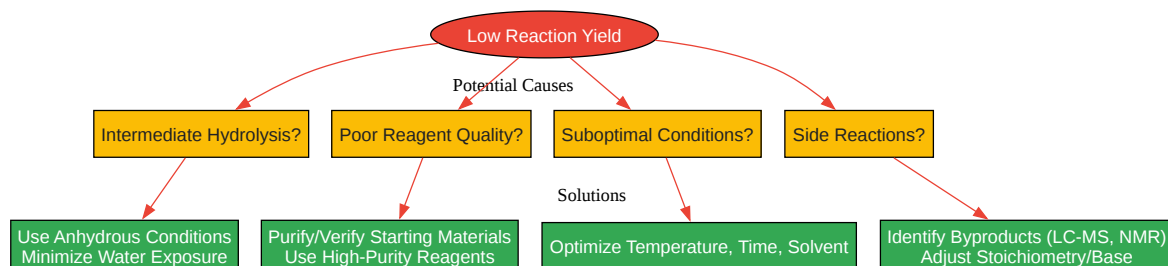 Low Reaction Yield
Potential Causes
Intermediate Hydrolysis?
Poor Reagent Quality?
Suboptimal Conditions?
Side Reactions?
Solutions
Use Anhydrous Conditions
Minimize Water Exposure
Purify/Verify Starting Materials
Use High-Purity Reagents
Optimize Temperature, Time, Solvent
Identify Byproducts (LC-MS, NMR)
Adjust Stoichiometry/Base